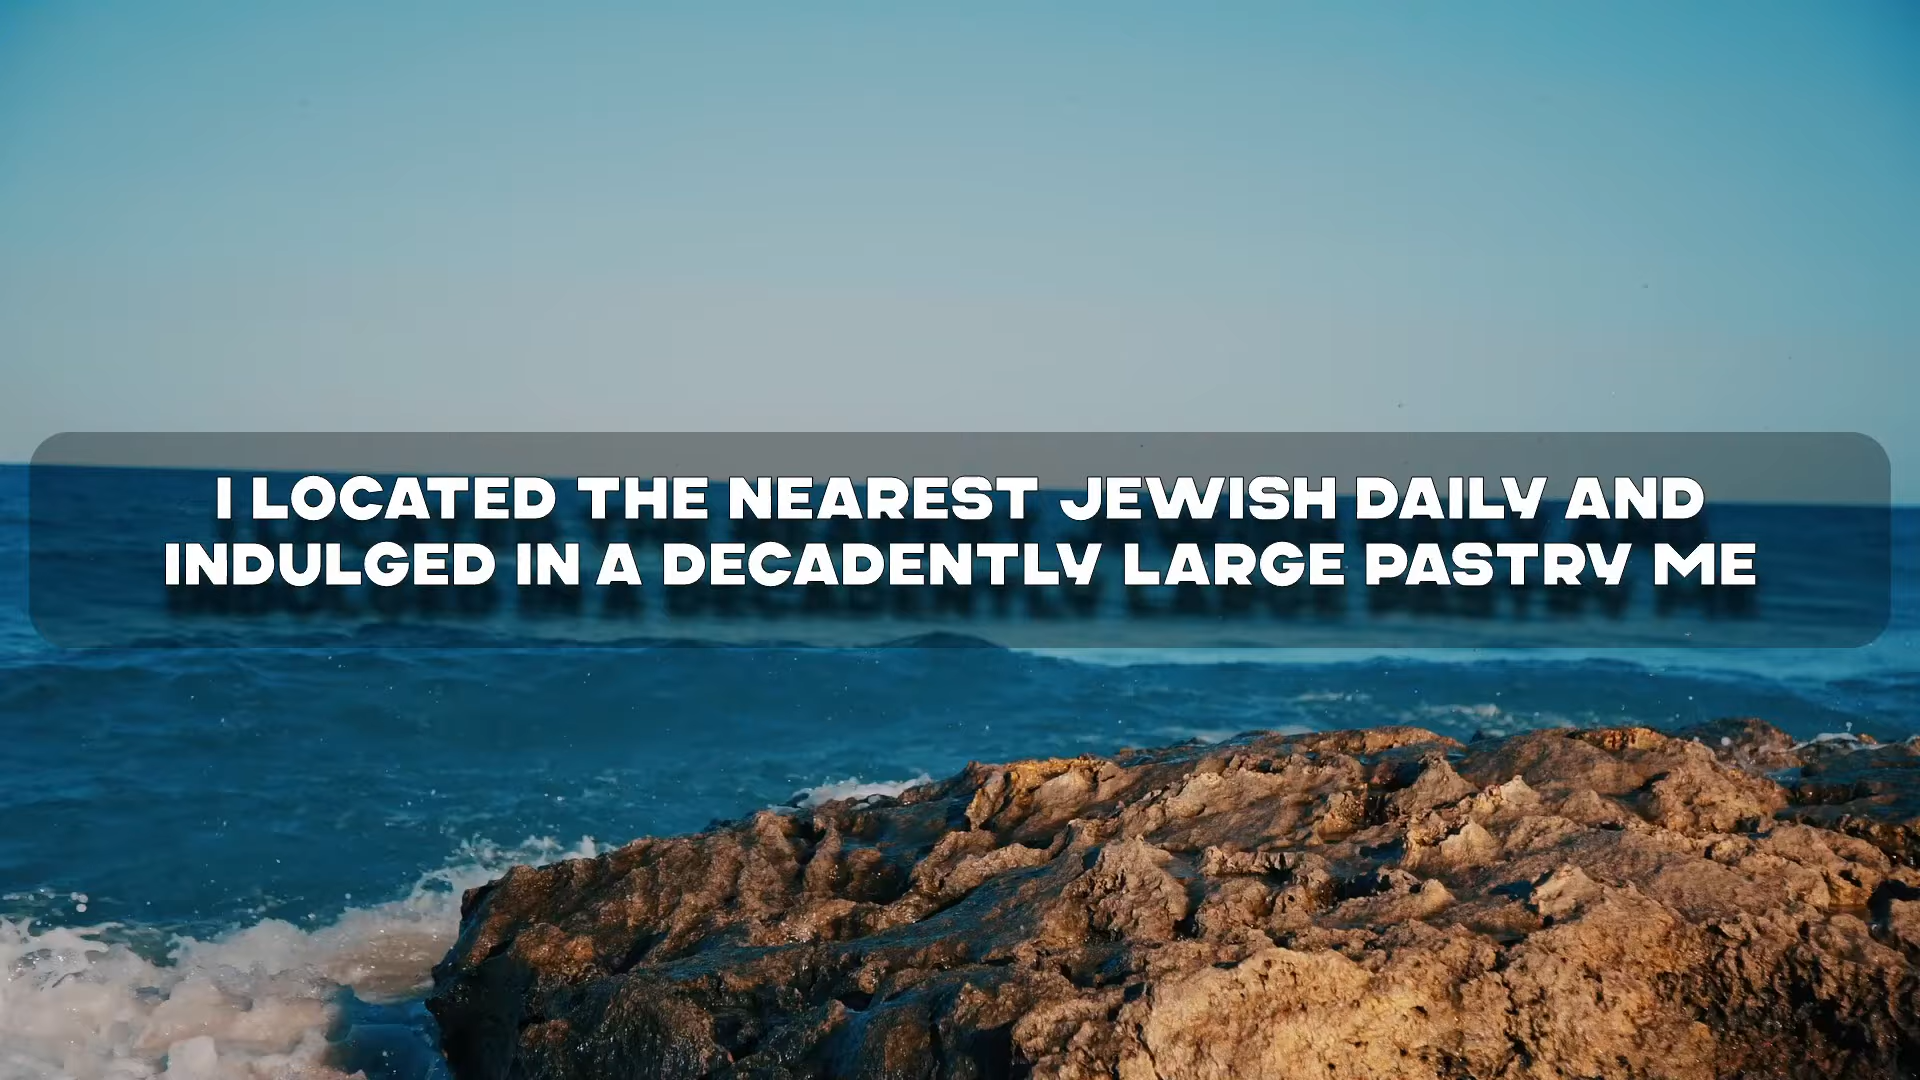 I LOCATED THE NEAREST JEWISH DAILY AND
INDULGED IN A DECADENTLY LARGE PASTRY ME